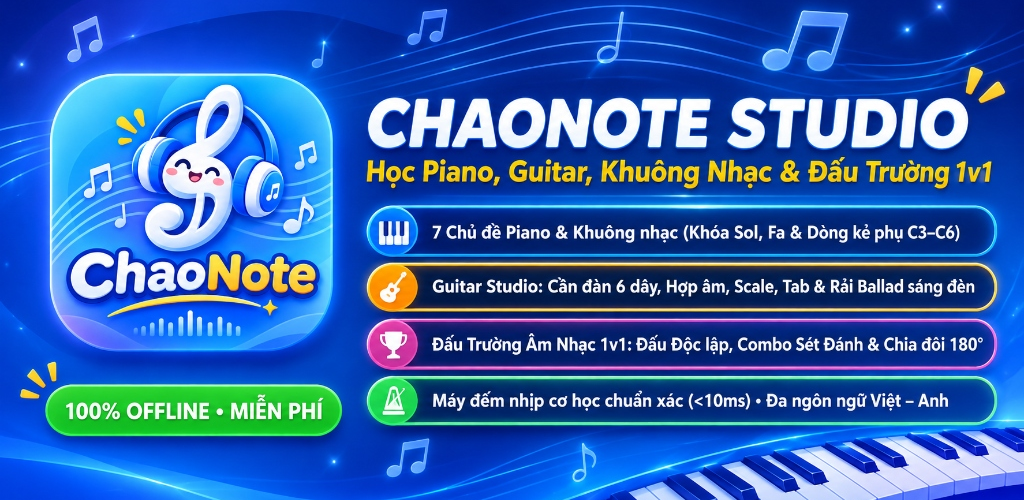 CHAONOTE STUDIO
Học Piano, Guitar, Khuông Nhạc & Đấu Trường 1v1
ChaoNote
7 Chủ đề Piano & Khuông nhạc (Khóa Sol, Fa & Dòng kẻ phụ C3–C6)
Guitar Studio: Cần đàn 6 dây, Hợp âm, Scale, Tab & Rải Ballad sáng đèn
Đấu Trường Âm Nhạc 1v1: Đấu Độc lập, Combo Sét Đánh & Chia đôi 180°
Máy đếm nhịp cơ học chuẩn xác (<10ms) • Đa ngôn ngữ Việt – Anh
100% OFFLINE • MIỄN PHÍ